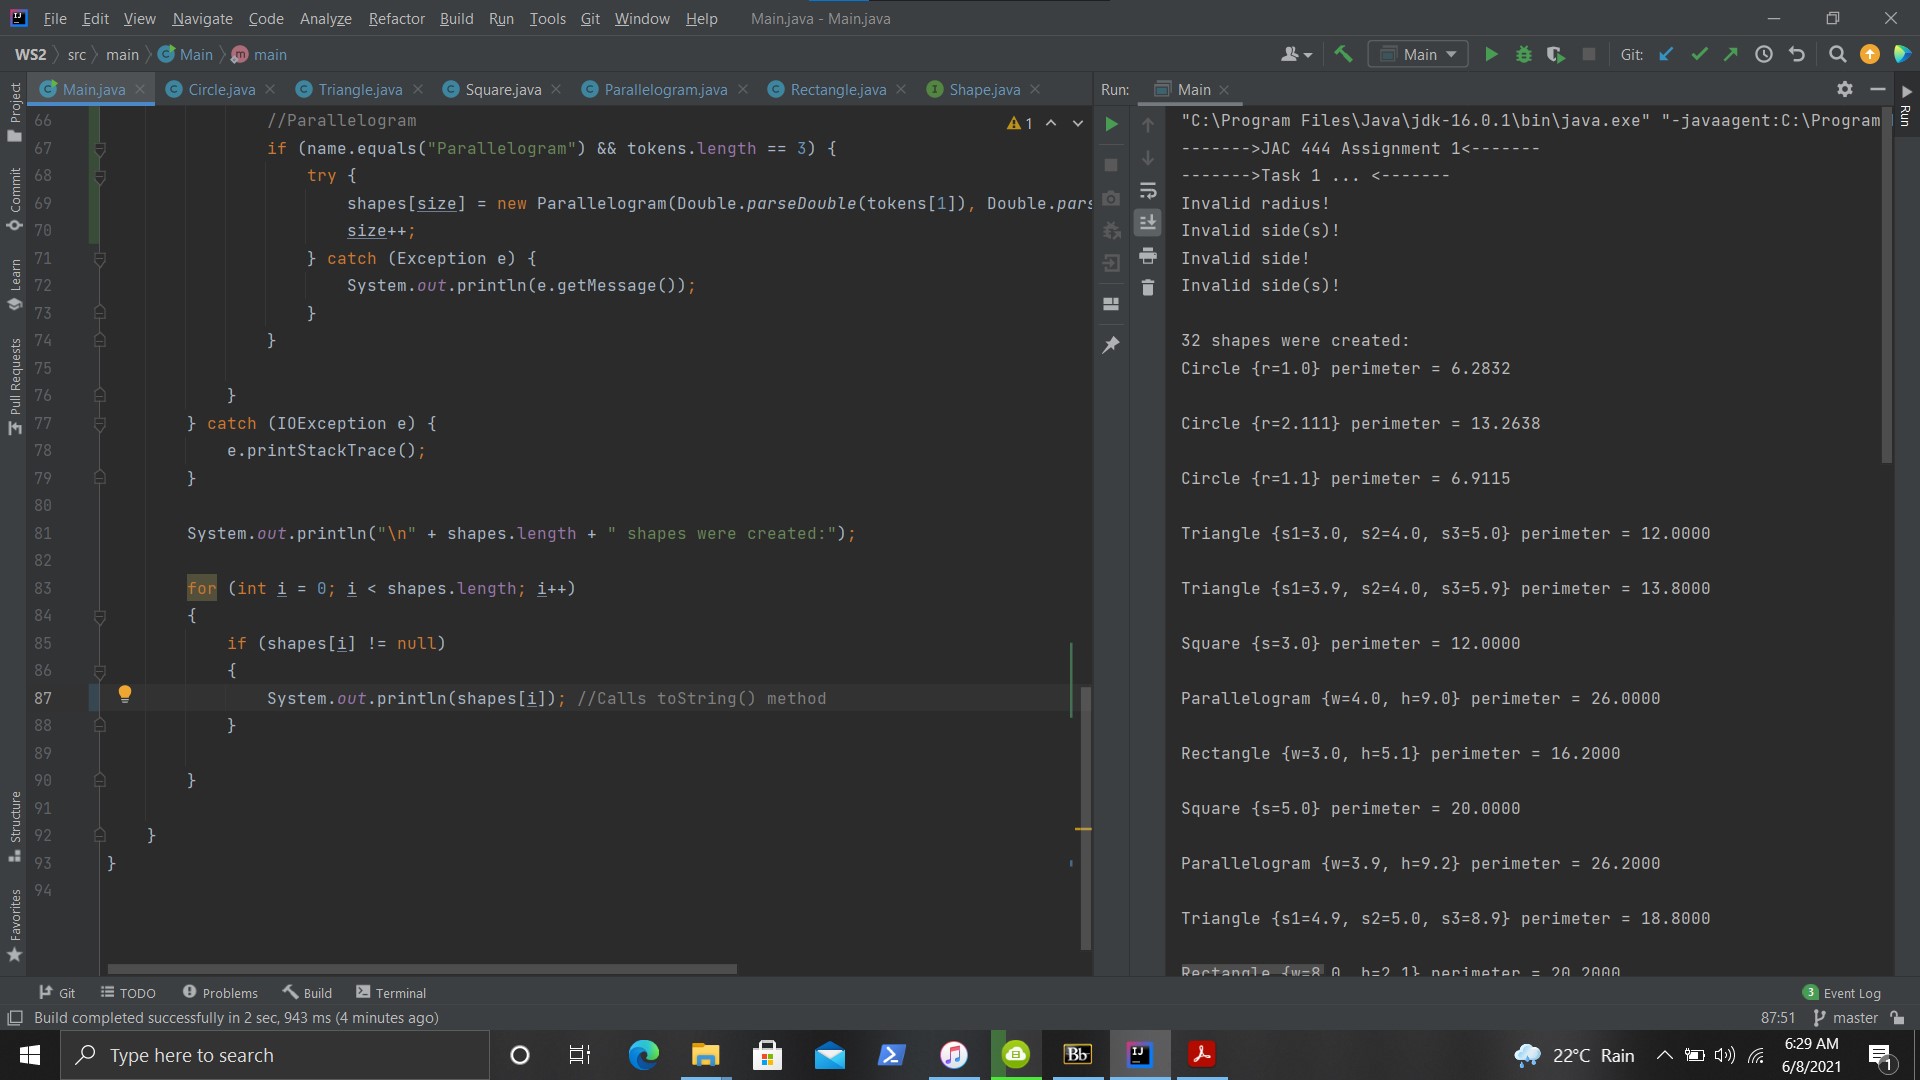 File Edit View Navigate Code Analyze Refactor Build Run Tools Git Window Help Main.java - Main.java
WS2 src main Main main
Main Git:
Main.java Circle.java Triangle.java Square.java Parallelogram.java Rectangle.java Shape.java
Run: Main
Project
Commit
Learn
Pull Requests
Structure
Favorites
1
66 //Parallelogram
67 if (name.equals("Parallelogram") && tokens.length == 3) {
68 try {
69 shapes[size] = new Parallelogram(Double.parseDouble(tokens[1]), Double.pars
70 size++;
71 } catch (Exception e) {
72 System.out.println(e.getMessage());
73 }
74 }
75
76 }
77 } catch (IOException e) {
78 e.printStackTrace();
79 }
80
81 System.out.println("\n" + shapes.length + " shapes were created:");
82
83 for (int i = 0; i < shapes.length; i++)
84 {
85 if (shapes[i] != null)
86 {
87 System.out.println(shapes[i]); //Calls toString() method
88 }
89
90 }
91
92 }
93 }
94
"C:\Program Files\Java\jdk-16.0.1\bin\java.exe" "-javaagent:C:\Program
------->JAC 444 Assignment 1<-------
------->Task 1 ... <-------
Invalid radius!
Invalid side(s)!
Invalid side!
Invalid side(s)!
32 shapes were created:
Circle {r=1.0} perimeter = 6.2832
Circle {r=2.111} perimeter = 13.2638
Circle {r=1.1} perimeter = 6.9115
Triangle {s1=3.0, s2=4.0, s3=5.0} perimeter = 12.0000
Triangle {s1=3.9, s2=4.0, s3=5.9} perimeter = 13.8000
Square {s=3.0} perimeter = 12.0000
Parallelogram {w=4.0, h=9.0} perimeter = 26.0000
Rectangle {w=3.0, h=5.1} perimeter = 16.2000
Square {s=5.0} perimeter = 20.0000
Parallelogram {w=3.9, h=9.2} perimeter = 26.2000
Triangle {s1=4.9, s2=5.0, s3=8.9} perimeter = 18.8000
Rectangle {w=8.0, h=2.1} perimeter = 20.2000
Run
Git TODO Problems Build Terminal 3 Event Log
Build completed successfully in 2 sec, 943 ms (4 minutes ago) 87:51 master
Type here to search Bb IJ 22°C Rain 6:29 AM
6/8/2021 1